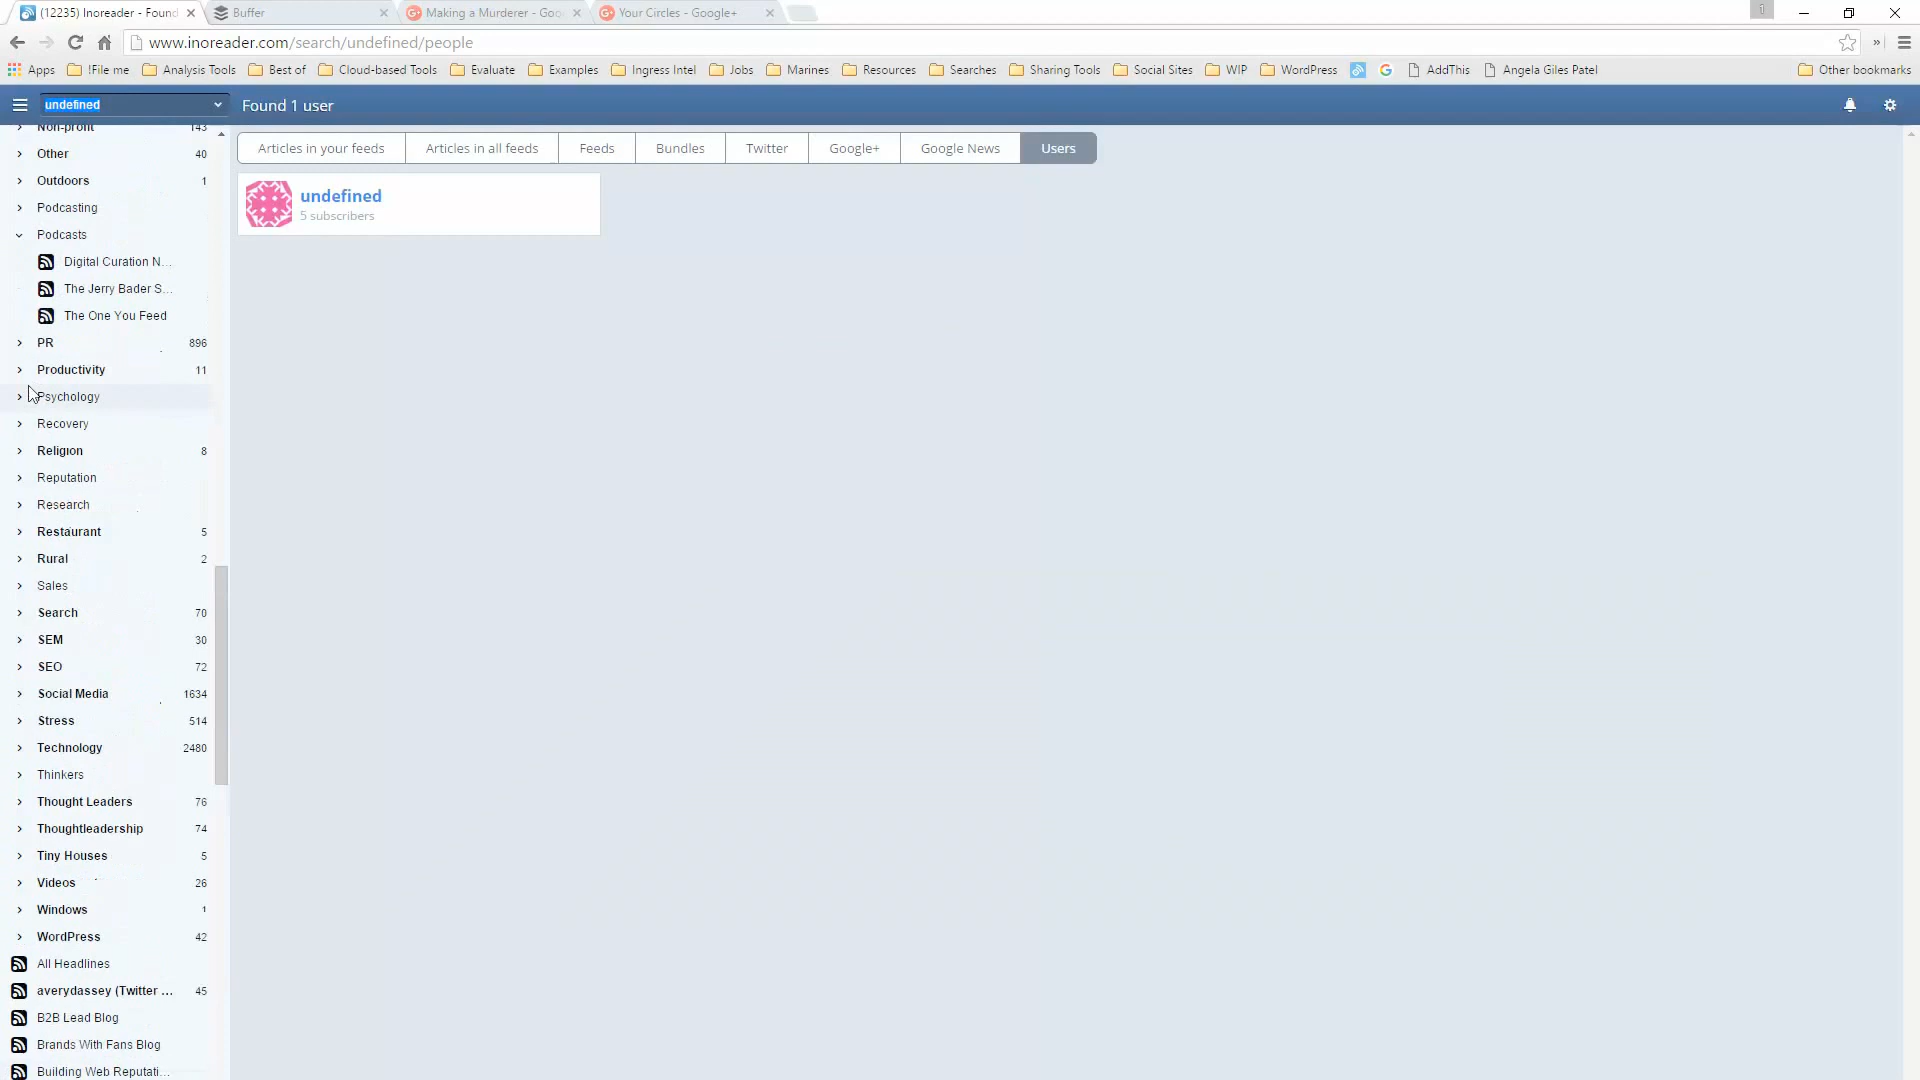 (12235) Inoreader - Found
Buffer
Making a Murderer - Goo
Your Circles - Google+
1
www.inoreader.com/search/undefined/people
»
Apps
!File me
Analysis Tools
Best of
Cloud-based Tools
Evaluate
Examples
Ingress Intel
Jobs
Marines
Resources
Searches
Sharing Tools
Social Sites
WIP
WordPress
AddThis
Angela Giles Patel
Other bookmarks
undefined
Found 1 user
Articles in your feeds
Articles in all feeds
Feeds
Bundles
Twitter
Google+
Google News
Users
undefined
5 subscribers
Non-profit 143
Other 40
Outdoors 1
Podcasting
Podcasts
Digital Curation N...
The Jerry Bader S...
The One You Feed
PR 896
Productivity 11
Psychology
Recovery
Religion 8
Reputation
Research
Restaurant 5
Rural 2
Sales
Search 70
SEM 30
SEO 72
Social Media 1634
Stress 514
Technology 2480
Thinkers
Thought Leaders 76
Thoughtleadership 74
Tiny Houses 5
Videos 26
Windows 1
WordPress 42
All Headlines
averydassey (Twitter ... 45
B2B Lead Blog
Brands With Fans Blog
Building Web Reputati...